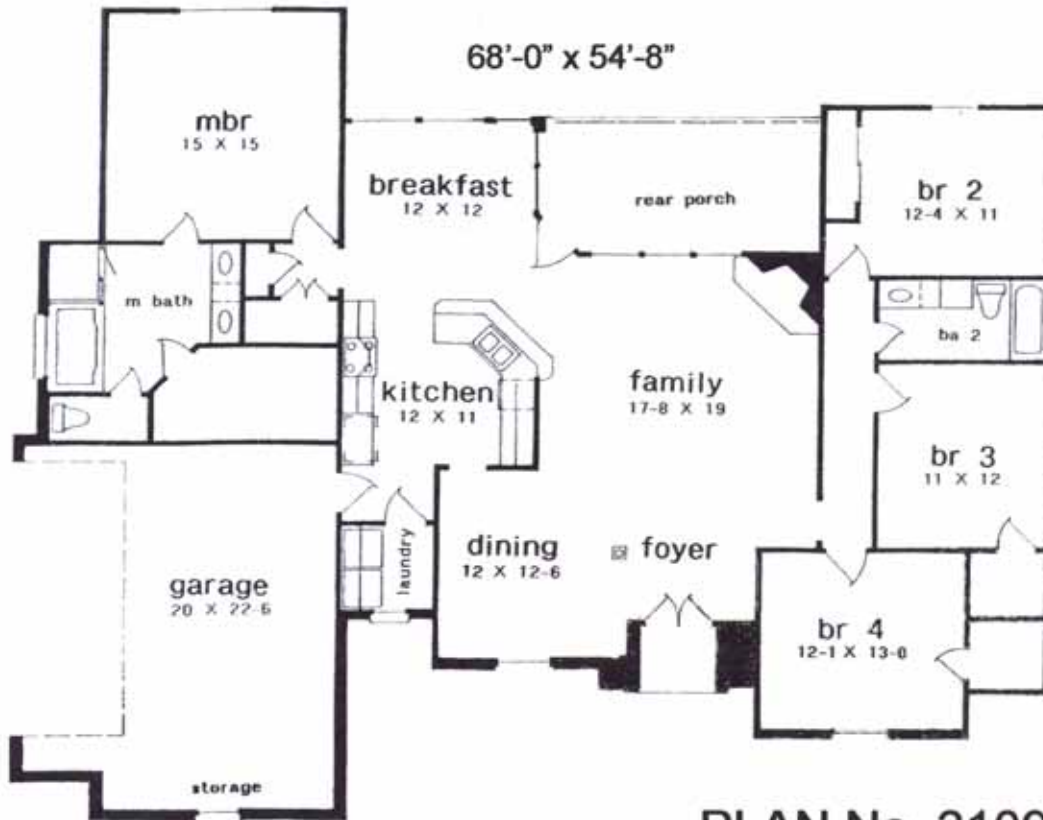 68'-0" x 54'-8"
mbr
15 X 15
breakfast
12 X 12
rear porch
br 2
12-4 X 11
m bath
ba 2
kitchen
12 X 11
family
17-8 X 19
br 3
11 X 12
laundry
dining
12 X 12-6
foyer
garage
20 X 22-6
br 4
12-1 X 13-0
storage
PLAN No.